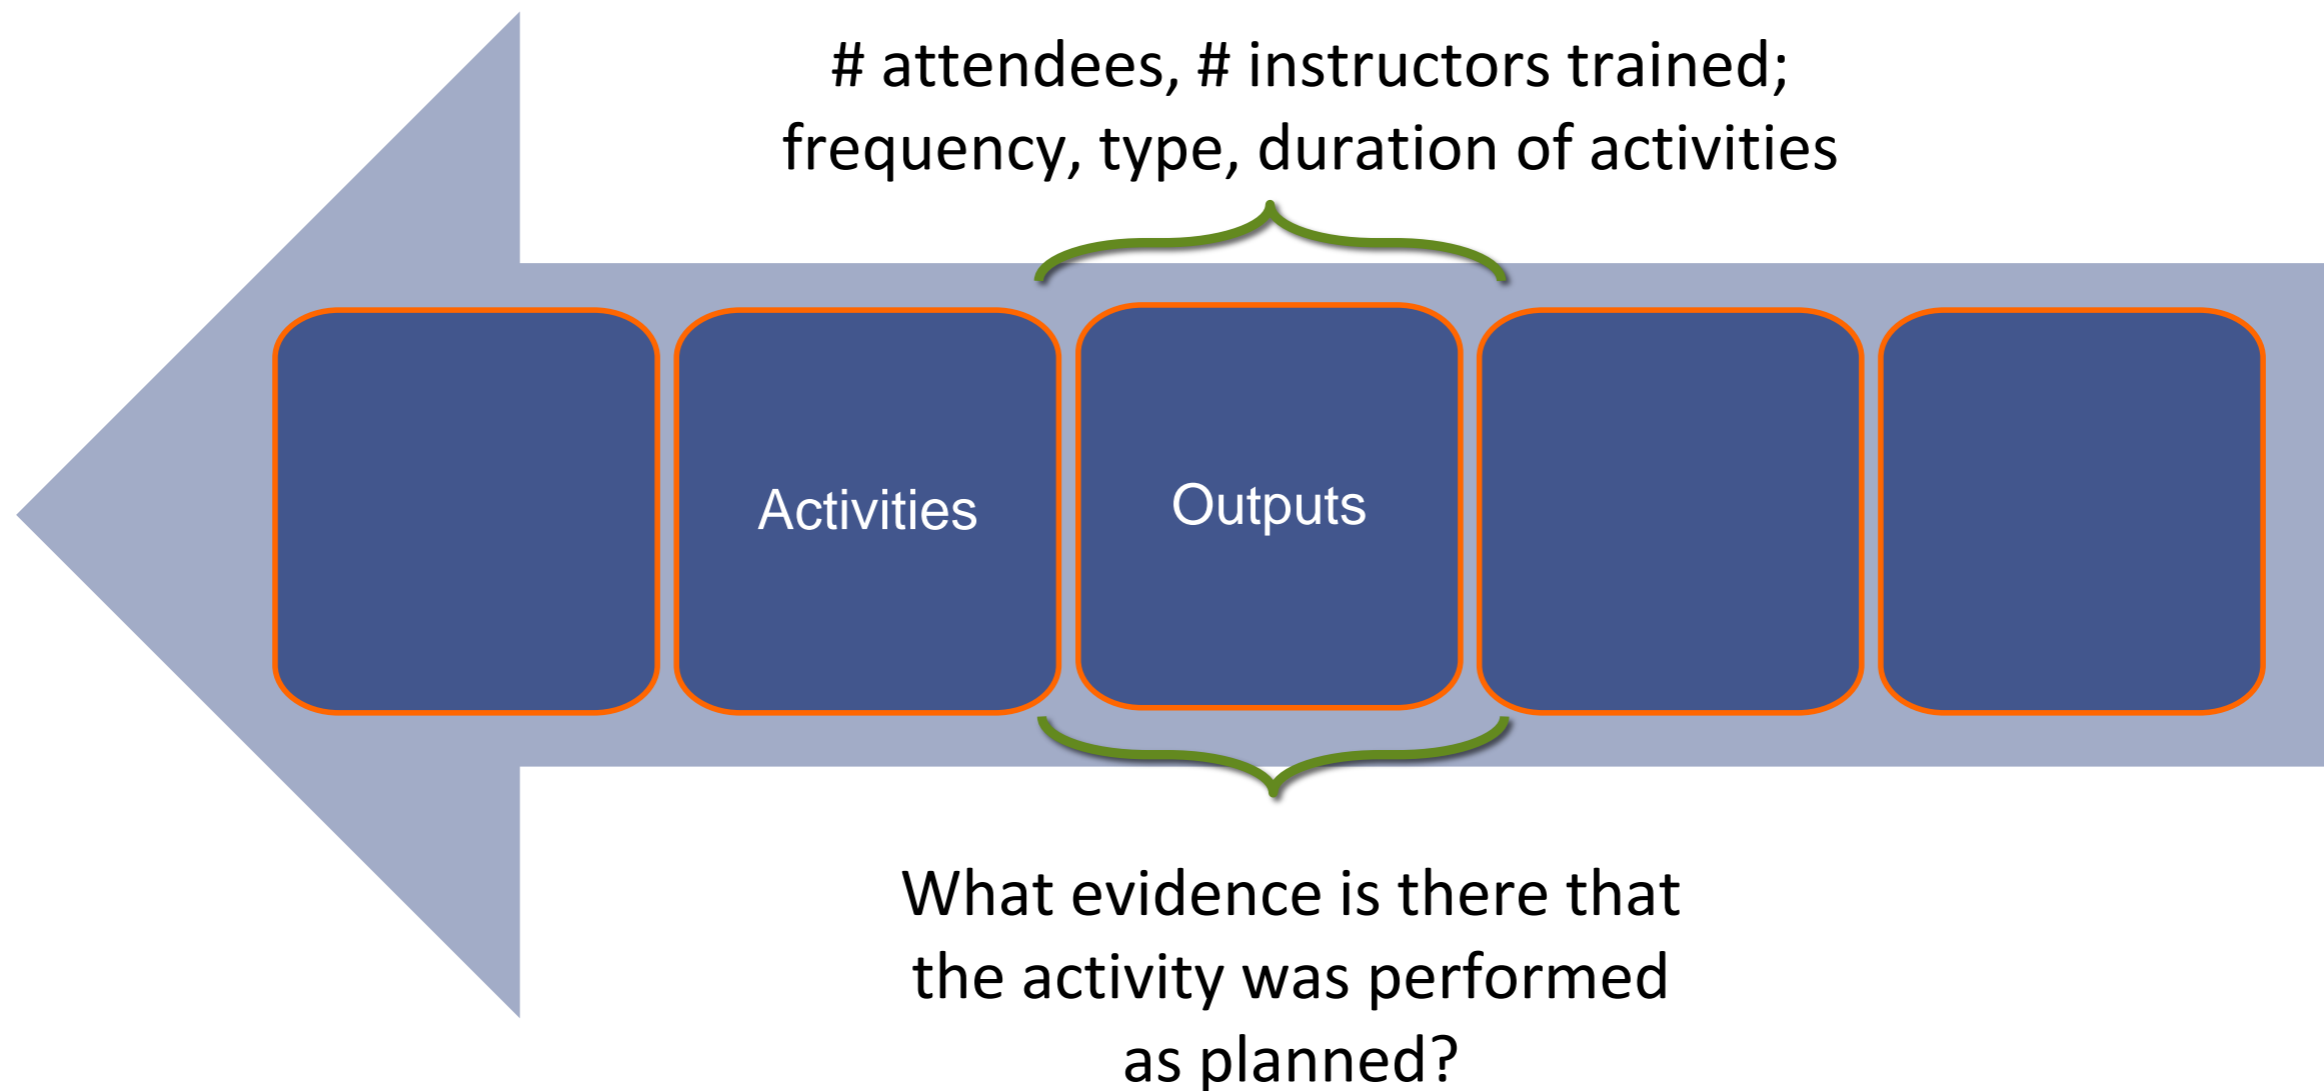 # attendees, # instructors trained;
frequency, type, duration of activities
Activities
Outputs
What evidence is there that
the activity was performed
as planned?